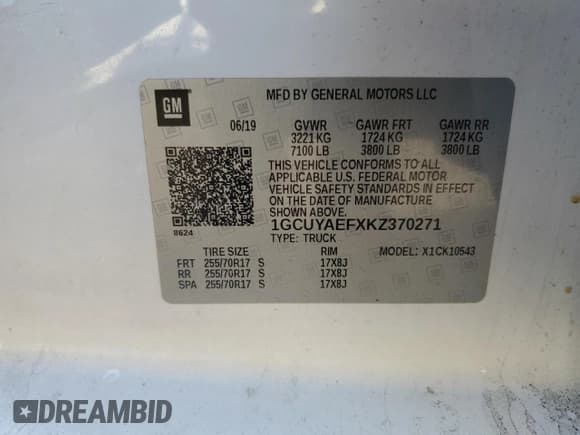 GM
MFD BY GENERAL MOTORS LLC
06/19 GVWR GAWR FRT GAWR RR
3221 KG 1724 KG 1724 KG
7100 LB 3800 LB 3800 LB
THIS VEHICLE CONFORMS TO ALL
APPLICABLE U.S. FEDERAL MOTOR
VEHICLE SAFETY STANDARDS IN EFFECT
ON THE DATE OF MANUFACTURE
SHOWN ABOVE.
8624
1GCUYAEFXKZ370271
TYPE: TRUCK
MODEL: X1CK10543
TIRE SIZE RIM
FRT 255/70R17 S 17X8J
RR 255/70R17 S 17X8J
SPA 255/70R17 S 17X8J
DREAMBID